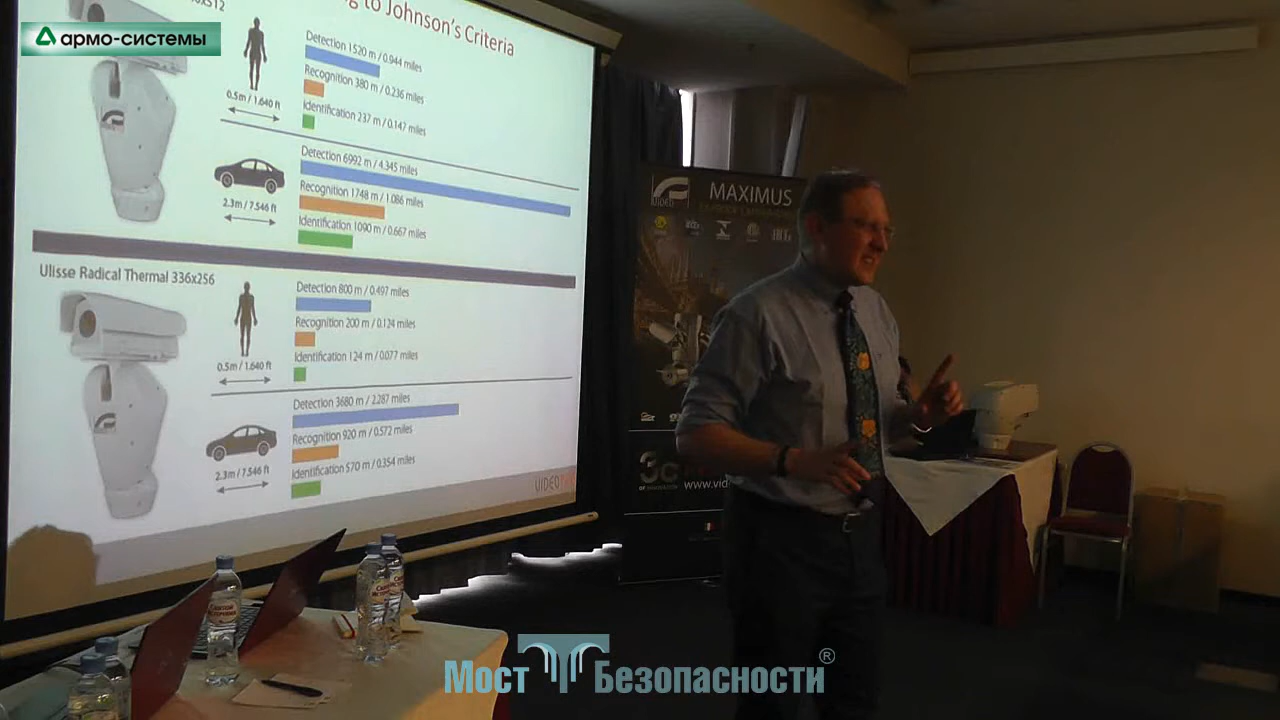 армо-системы
to Johnson's Criteria
Detection 1520 m / 0.944 miles
Recognition 380 m / 0.236 miles
Identification 237 m / 0.147 miles
0.5m / 1.640 ft
Detection 6992 m / 4.345 miles
Recognition 1748 m / 1.086 miles
Identification 1090 m / 0.667 miles
2.3m / 7.546 ft
Ulisse Radical Thermal 336x256
Detection 800 m / 0.497 miles
Recognition 200 m / 0.124 miles
Identification 124 m / 0.077 miles
0.5m / 1.640 ft
Detection 3680 m / 2.287 miles
Recognition 920 m / 0.572 miles
Identification 570 m / 0.354 miles
2.3m / 7.546 ft
MAXIMUS
www.vid
Мост Безопасности ®